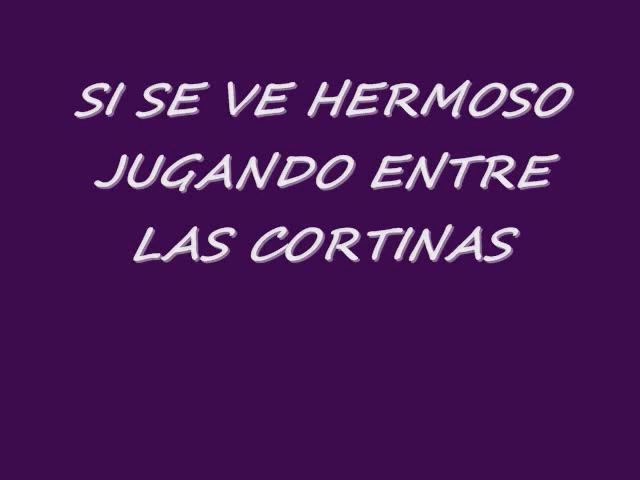 SI SE VE HERMOSO
JUGANDO ENTRE
LAS CORTINAS